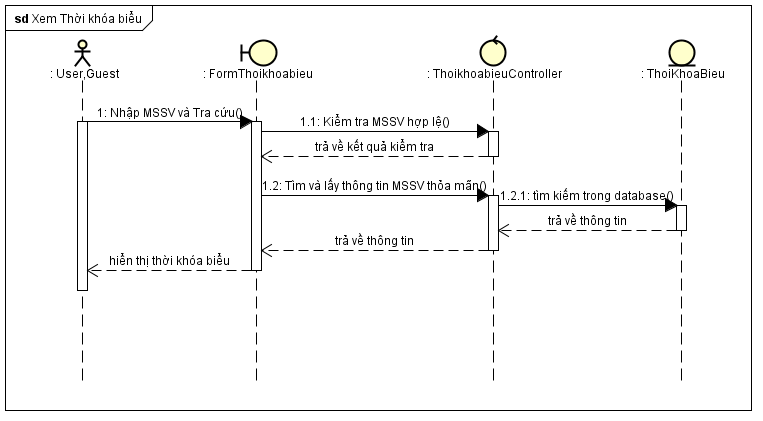 sd Xem Thời khóa biểu
: User,Guest
: FormThoikhoabieu
: ThoikhoabieuController
: ThoiKhoaBieu
1: Nhập MSSV và Tra cứu()
1.1: Kiểm tra MSSV hợp lệ()
trả về kết quả kiểm tra
1.2: Tìm và lấy thông tin MSSV thỏa mãn()
1.2.1: tìm kiếm trong database()
trả về thông tin
trả về thông tin
hiển thị thời khóa biểu